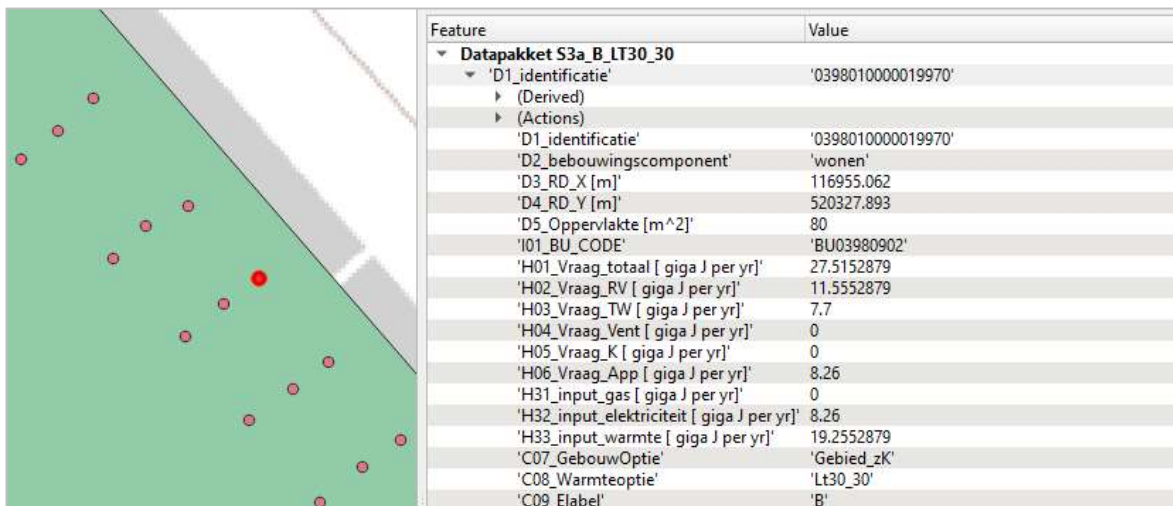 Feature Value
Datapakket S3a_B_LT30_30
'D1_identificatie' '0398010000019970'
(Derived)
(Actions)
'D1_identificatie' '0398010000019970'
'D2_bebouwingscomponent' 'wonen'
'D3_RD_X [m]' 116955.062
'D4_RD_Y [m]' 520327.893
'D5_Oppervlakte [m^2]' 80
'I01_BU_CODE' 'BU03980902'
'H01_Vraag_totaal [ giga J per yr]' 27.5152879
'H02_Vraag_RV [ giga J per yr]' 11.5552879
'H03_Vraag_TW [ giga J per yr]' 7.7
'H04_Vraag_Vent [ giga J per yr]' 0
'H05_Vraag_K [ giga J per yr]' 0
'H06_Vraag_App [ giga J per yr]' 8.26
'H31_input_gas [ giga J per yr]' 0
'H32_input_elektriciteit [ giga J per yr]' 8.26
'H33_input_warmte [ giga J per yr]' 19.2552879
'C07_GebouwOptie' 'Gebied_zK'
'C08_Warmteoptie' 'Lt30_30'
'C09_Elabel' 'B'